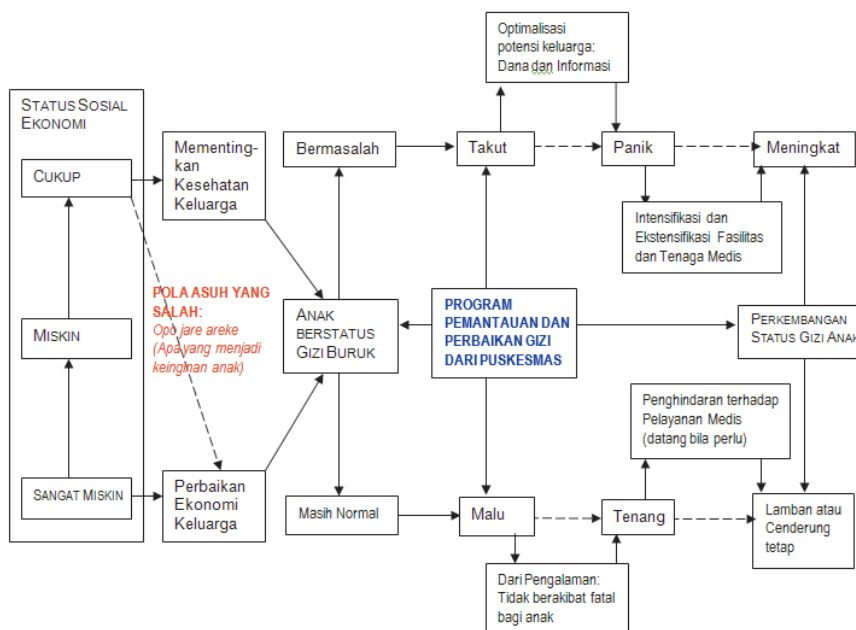 Optimalisasi
potensi keluarga:
Dana dan Informasi
STATUS SOSIAL
EKONOMI
CUKUP
MISKIN
SANGAT MISKIN
Mementing-
kan
Kesehatan
Keluarga
POLA ASUH YANG
SALAH:
Opo jare areke
(Apa yang menjadi
keinginan anak)
Perbaikan
Ekonomi
Keluarga
Bermasalah
ANAK
BERSTATUS
GIZI BURUK
Masih Normal
Takut
Panik
Meningkat
Intensifikasi dan
Ekstensifikasi Fasilitas
dan Tenaga Medis
PROGRAM
PEMANTAUAN DAN
PERBAIKAN GIZI
DARI PUSKESMAS
PERKEMBANGAN
STATUS GIZI ANAK
Penghindaran terhadap
Pelayanan Medis
(datang bila perlu)
Malu
Tenang
Lamban atau
Cenderung
tetap
Dari Pengalaman:
Tidak berakibat fatal
bagi anak